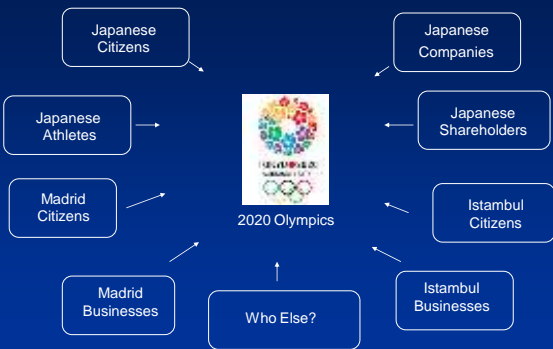 Japanese
Citizens
Japanese
Companies
Japanese
Athletes
Japanese
Shareholders
Madrid
Citizens
2020 Olympics
Istambul
Citizens
Madrid
Businesses
Who Else?
Istambul
Businesses